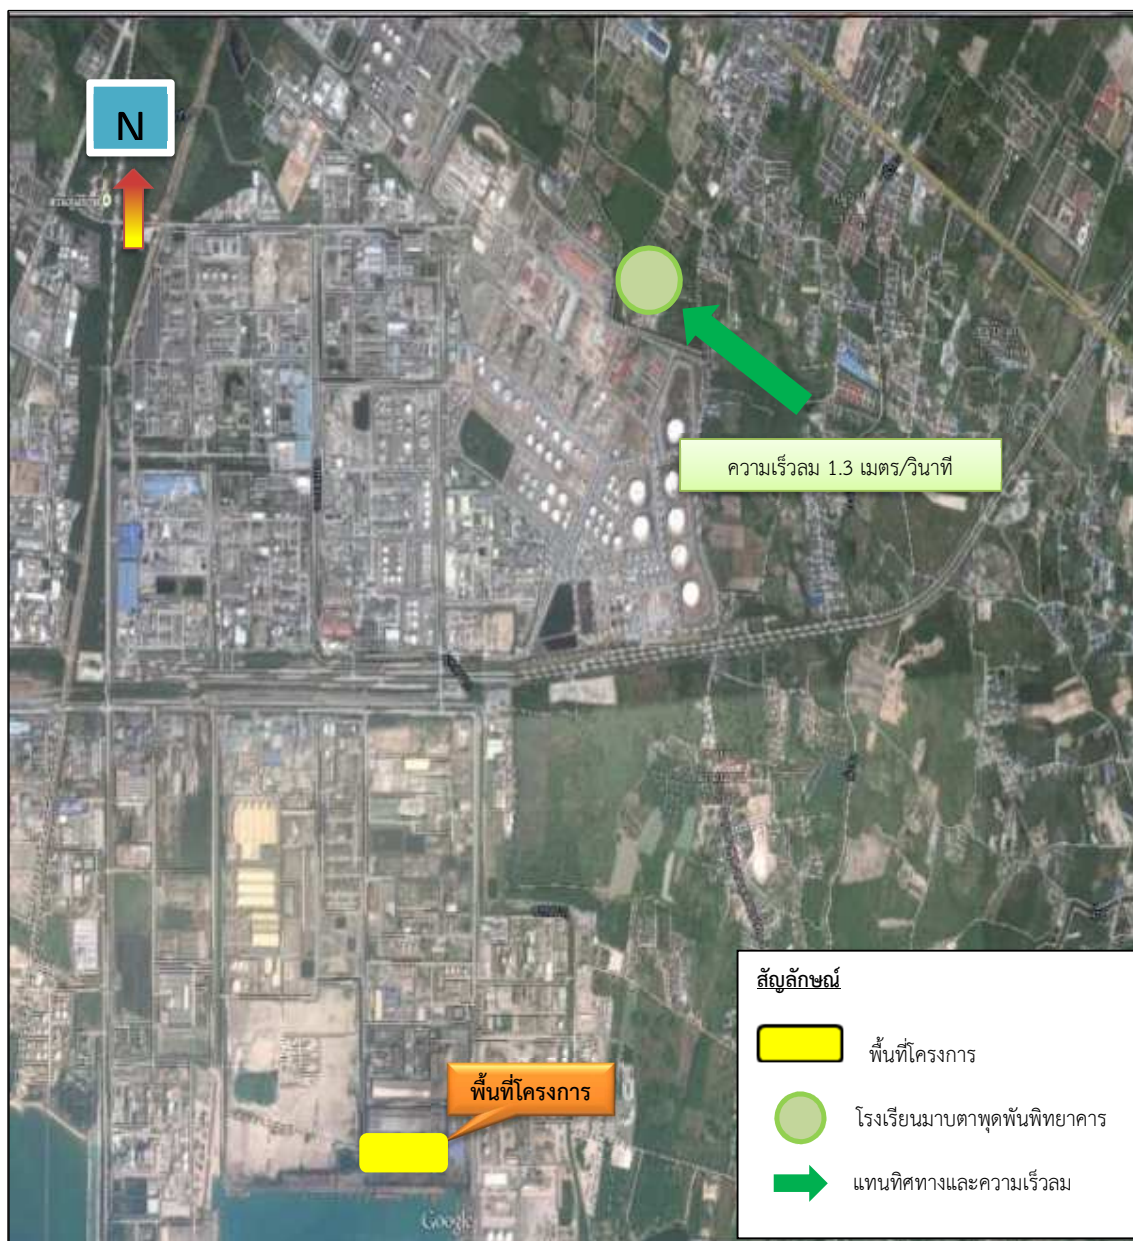 N
ความเร็วลม 1.3 เมตร/วินาที
พื้นที่โครงการ
สัญลักษณ์
พื้นที่โครงการ
โรงเรียนมาบตาพุดพันพิทยาคาร
แทนทิศทางและความเร็วลม
Google